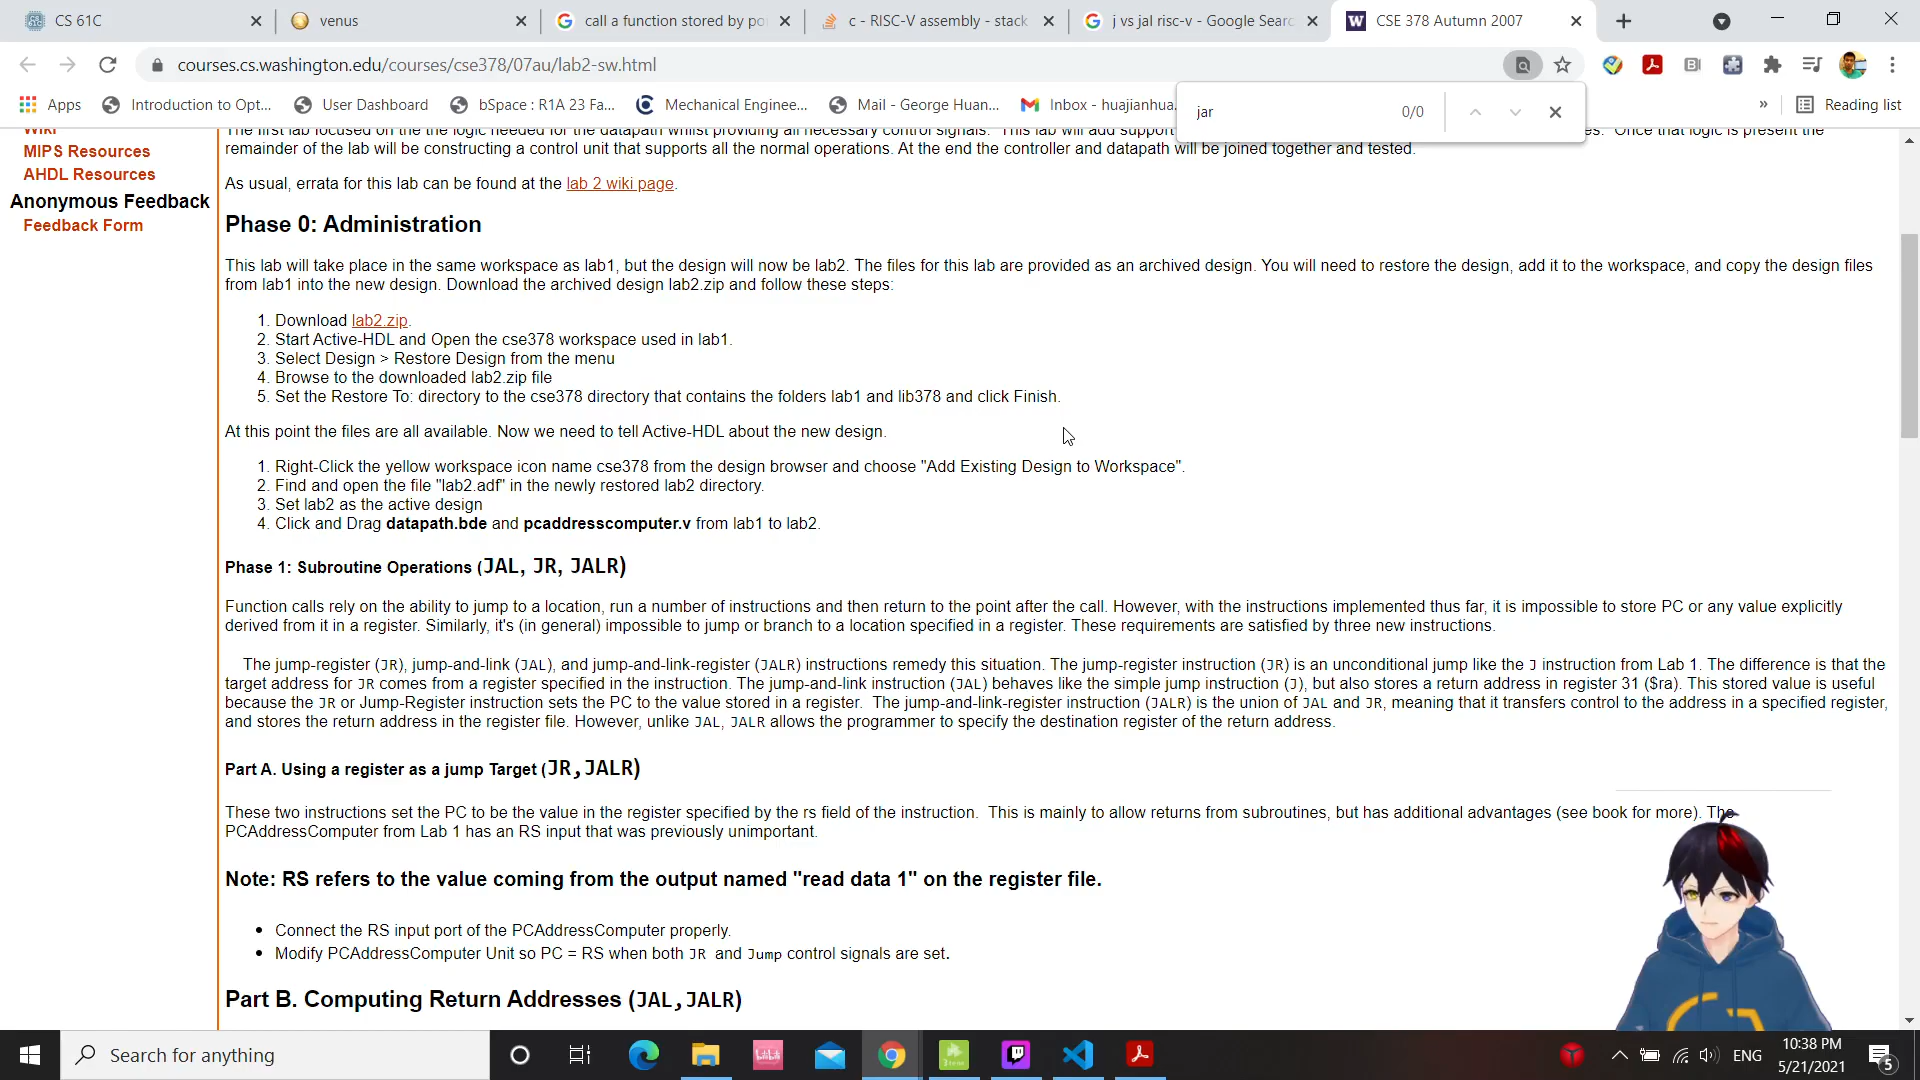 CS 61C
venus
call a function stored by po
c - RISC-V assembly - stack
j vs jal risc-v - Google Searc
CSE 378 Autumn 2007
courses.cs.washington.edu/courses/cse378/07au/lab2-sw.html
Apps
Introduction to Opt...
User Dashboard
bSpace : R1A 23 Fa...
Mechanical Enginee...
Mail - George Huan...
Inbox - huajianhua.
»
Reading list
jar
0/0
MIPS Resources
AHDL Resources
Anonymous Feedback
Feedback Form
The first lab focused on the the logic needed for the datapath whilst providing all necessary control signals. This lab will add support
Once that logic is present the
remainder of the lab will be constructing a control unit that supports all the normal operations. At the end the controller and datapath will be joined together and tested.
As usual, errata for this lab can be found at the lab 2 wiki page.
Phase 0: Administration
This lab will take place in the same workspace as lab1, but the design will now be lab2. The files for this lab are provided as an archived design. You will need to restore the design, add it to the workspace, and copy the design files
from lab1 into the new design. Download the archived design lab2.zip and follow these steps:
1. Download lab2.zip.
2. Start Active-HDL and Open the cse378 workspace used in lab1.
3. Select Design > Restore Design from the menu
4. Browse to the downloaded lab2.zip file
5. Set the Restore To: directory to the cse378 directory that contains the folders lab1 and lib378 and click Finish.
At this point the files are all available. Now we need to tell Active-HDL about the new design.
1. Right-Click the yellow workspace icon name cse378 from the design browser and choose "Add Existing Design to Workspace".
2. Find and open the file "lab2.adf" in the newly restored lab2 directory.
3. Set lab2 as the active design
4. Click and Drag datapath.bde and pcaddresscomputer.v from lab1 to lab2.
Phase 1: Subroutine Operations (JAL, JR, JALR)
Function calls rely on the ability to jump to a location, run a number of instructions and then return to the point after the call. However, with the instructions implemented thus far, it is impossible to store PC or any value explicitly
derived from it in a register. Similarly, it's (in general) impossible to jump or branch to a location specified in a register. These requirements are satisfied by three new instructions.
The jump-register (JR), jump-and-link (JAL), and jump-and-link-register (JALR) instructions remedy this situation. The jump-register instruction (JR) is an unconditional jump like the J instruction from Lab 1. The difference is that the
target address for JR comes from a register specified in the instruction. The jump-and-link instruction (JAL) behaves like the simple jump instruction (J), but also stores a return address in register 31 ($ra). This stored value is useful
because the JR or Jump-Register instruction sets the PC to the value stored in a register. The jump-and-link-register instruction (JALR) is the union of JAL and JR, meaning that it transfers control to the address in a specified register,
and stores the return address in the register file. However, unlike JAL, JALR allows the programmer to specify the destination register of the return address.
Part A. Using a register as a jump Target (JR,JALR)
These two instructions set the PC to be the value in the register specified by the rs field of the instruction. This is mainly to allow returns from subroutines, but has additional advantages (see book for more). The
PCAddressComputer from Lab 1 has an RS input that was previously unimportant.
Note: RS refers to the value coming from the output named "read data 1" on the register file.
• Connect the RS input port of the PCAddressComputer properly.
• Modify PCAddressComputer Unit so PC = RS when both JR and Jump control signals are set.
Part B. Computing Return Addresses (JAL,JALR)
Search for anything
ENG
10:38 PM
5/21/2021
5